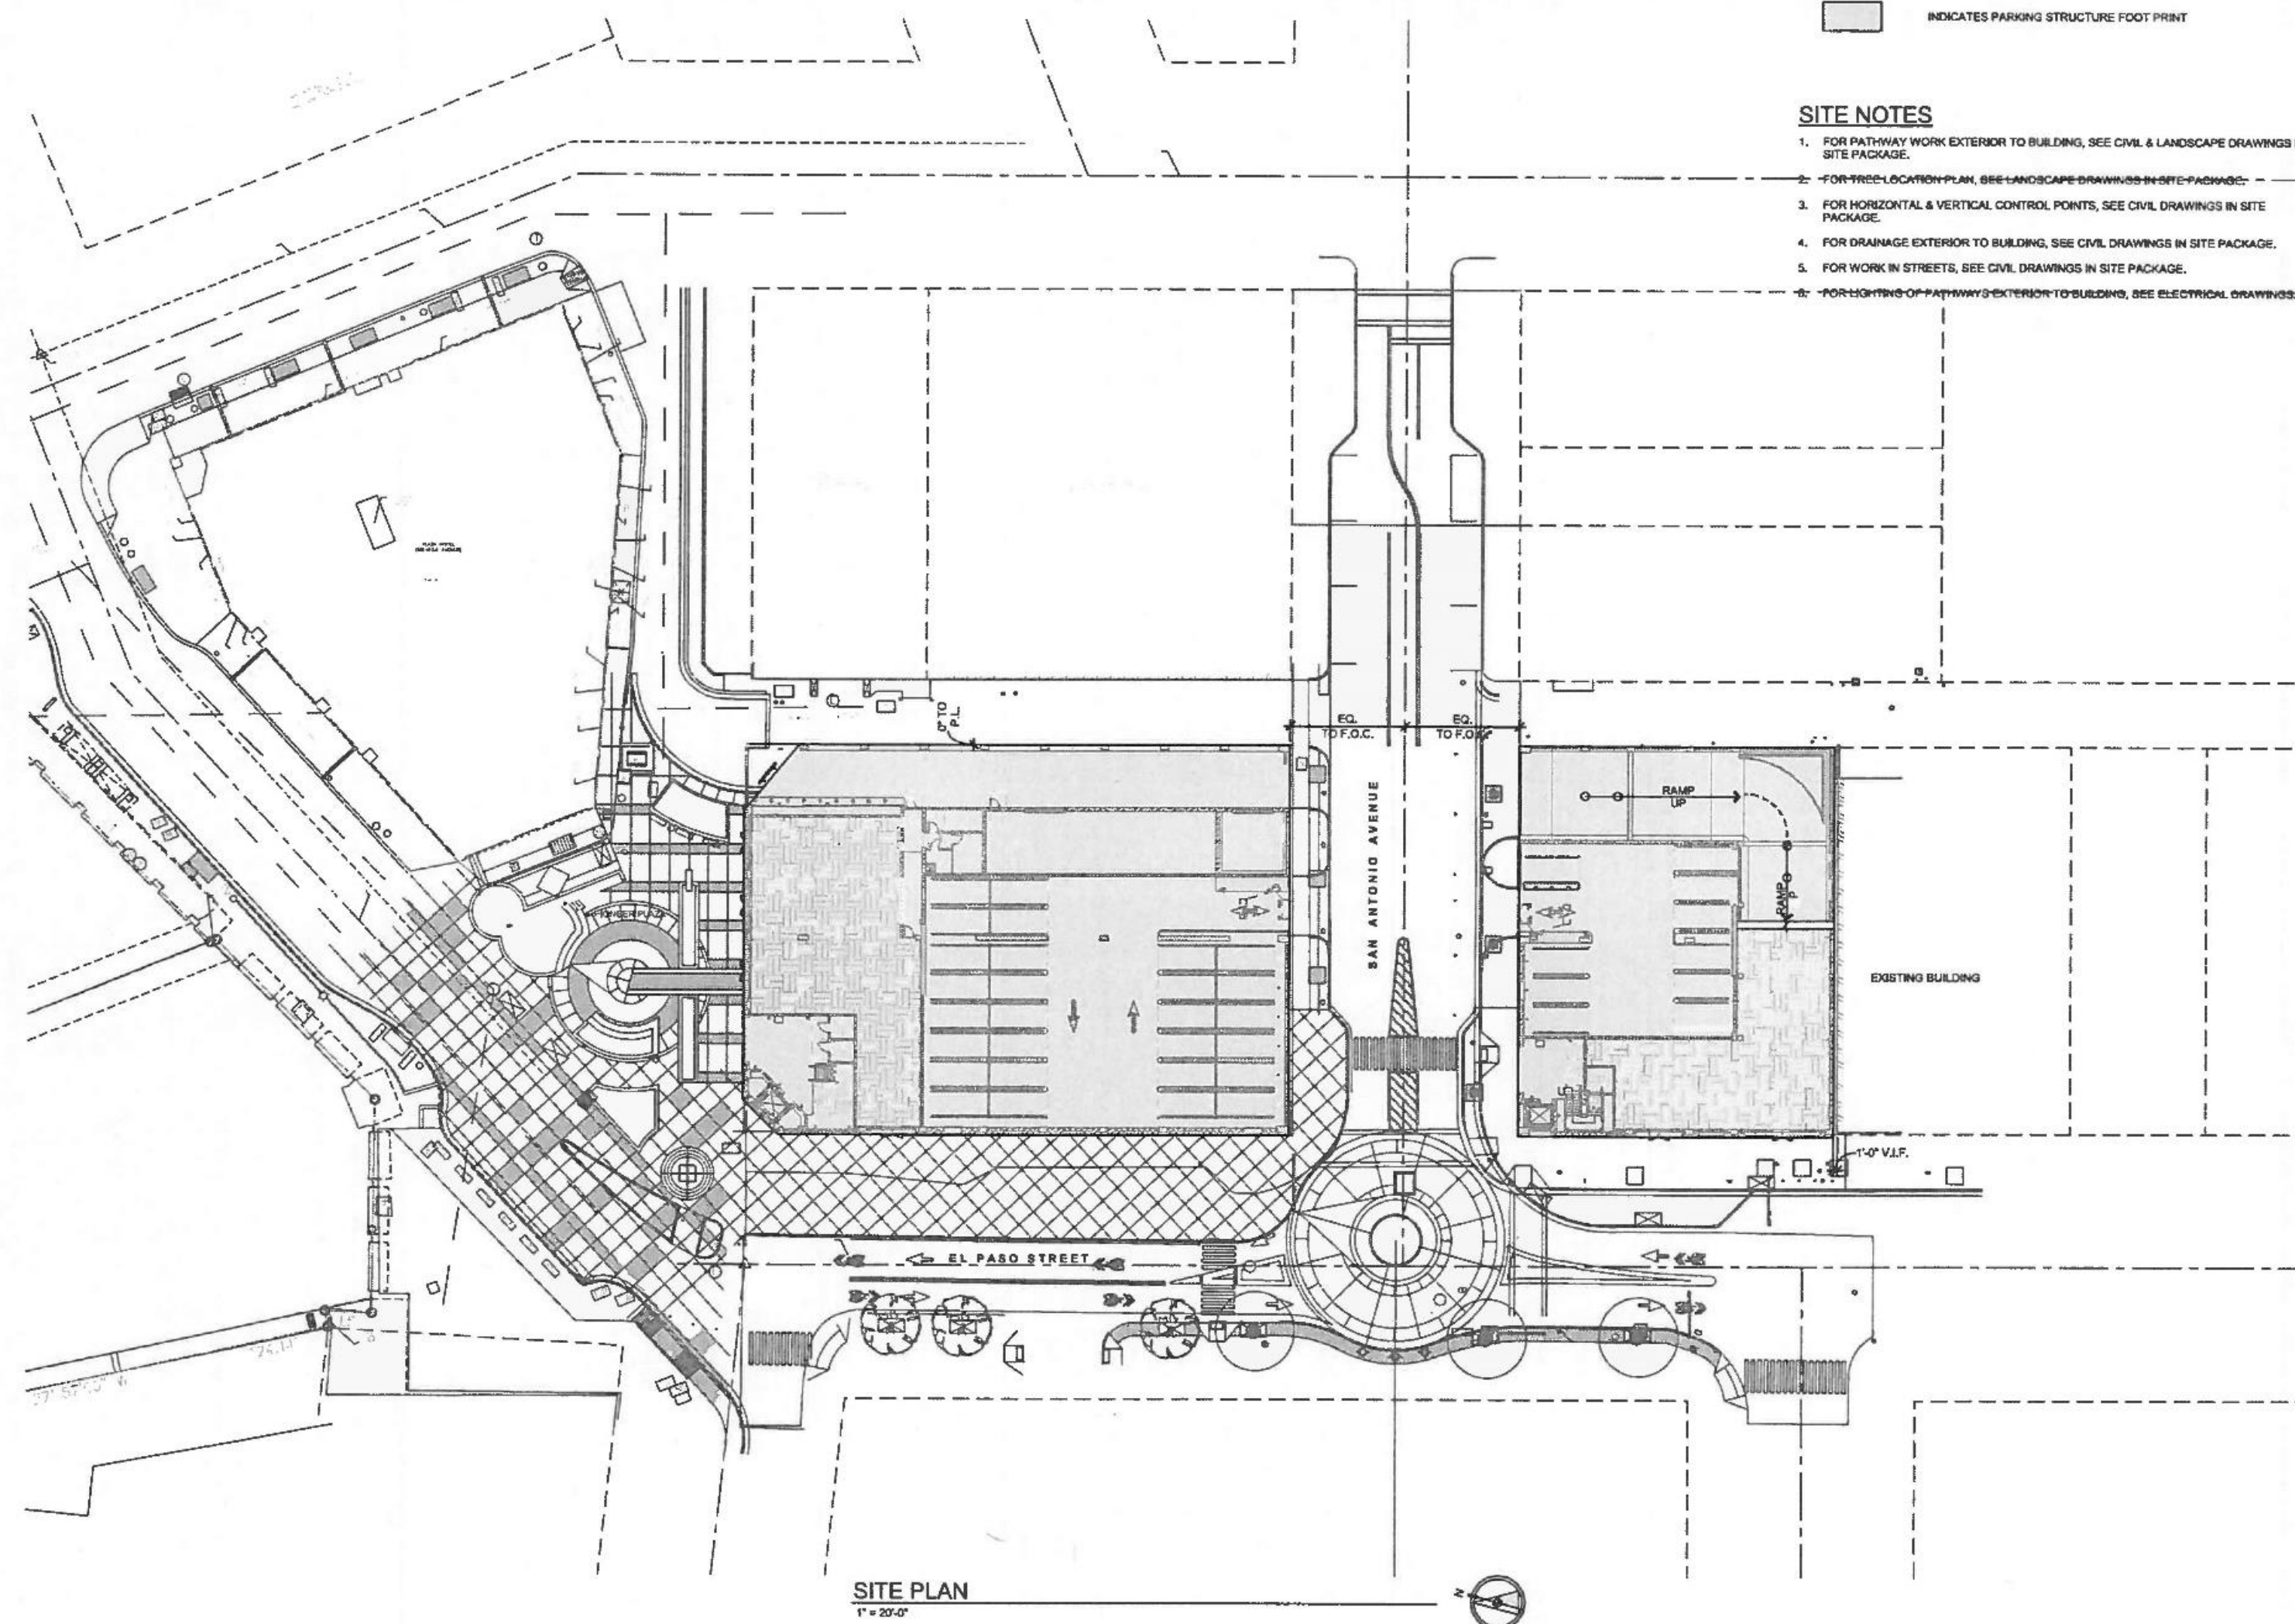 INDICATES PARKING STRUCTURE FOOT PRINT
SITE NOTES
1. FOR PATHWAY WORK EXTERIOR TO BUILDING, SEE CIVIL & LANDSCAPE DRAWINGS
SITE PACKAGE.
2. FOR TREE LOCATION PLAN, SEE LANDSCAPE DRAWINGS IN SITE PACKAGE.
3. FOR HORIZONTAL & VERTICAL CONTROL POINTS, SEE CIVIL DRAWINGS IN SITE
PACKAGE.
4. FOR DRAINAGE EXTERIOR TO BUILDING, SEE CIVIL DRAWINGS IN SITE PACKAGE.
5. FOR WORK IN STREETS, SEE CIVIL DRAWINGS IN SITE PACKAGE.
6. FOR LIGHTING OF PATHWAYS EXTERIOR TO BUILDING, SEE ELECTRICAL DRAWINGS.
0" TO
P.L.
EQ.
TO F.O.C.
EQ.
TO F.O.C.
SAN ANTONIO AVENUE
RAMP
UP
RAMP
PIONEER PLAZA
EXISTING BUILDING
1'-0" V.I.F.
EL PASO STREET
SITE PLAN
1" = 20'-0"
N